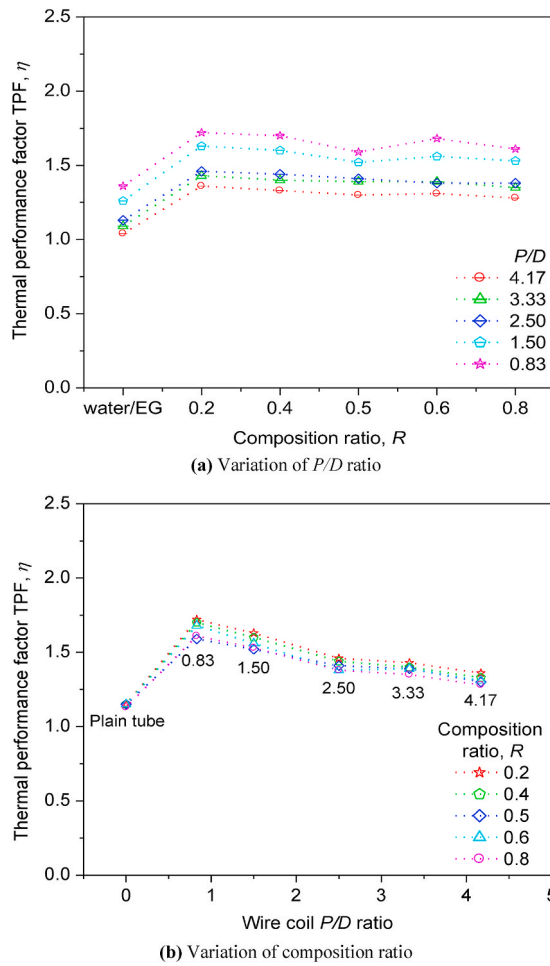 2.5
2.0
1.5
1.0
0.5
0.0
Thermal performance factor TPF, η
P/D
4.17
3.33
2.50
1.50
0.83
water/EG 0.2 0.4 0.5 0.6 0.8
Composition ratio, R
(a) Variation of P/D ratio
2.5
2.0
1.5
1.0
0.5
0.0
Thermal performance factor TPF, η
0.83 1.50 2.50 3.33 4.17
Plain tube
Composition
ratio, R
0.2
0.4
0.5
0.6
0.8
0 1 2 3 4 5
Wire coil P/D ratio
(b) Variation of composition ratio